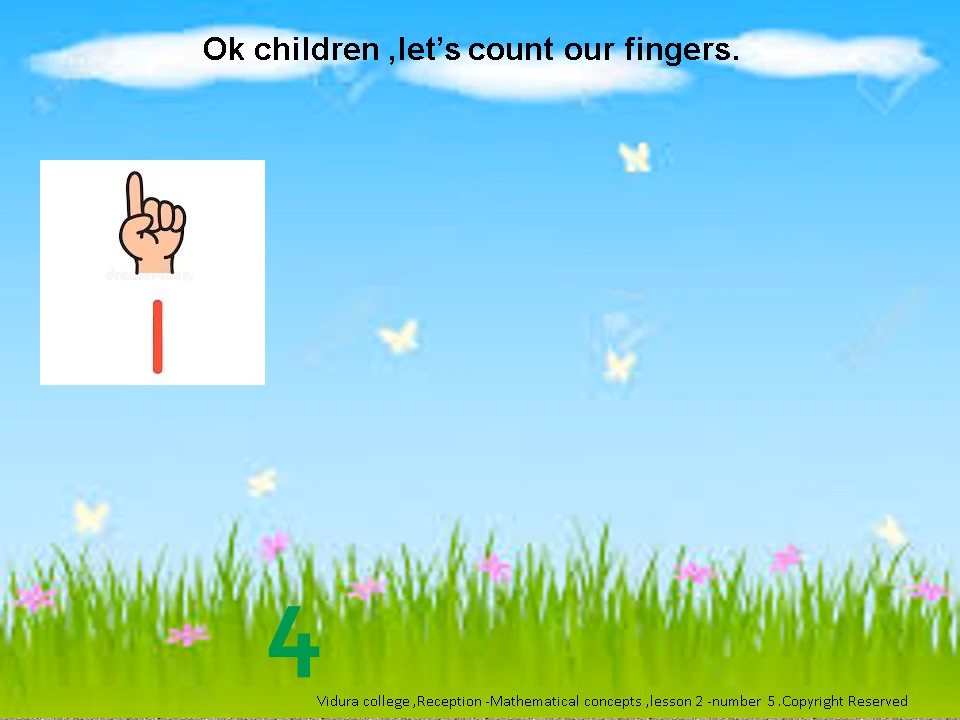 Ok children ,let's count our fingers.
1
4
Vidura college ,Reception -Mathematical concepts ,lesson 2 -number 5 .Copyright Reserved